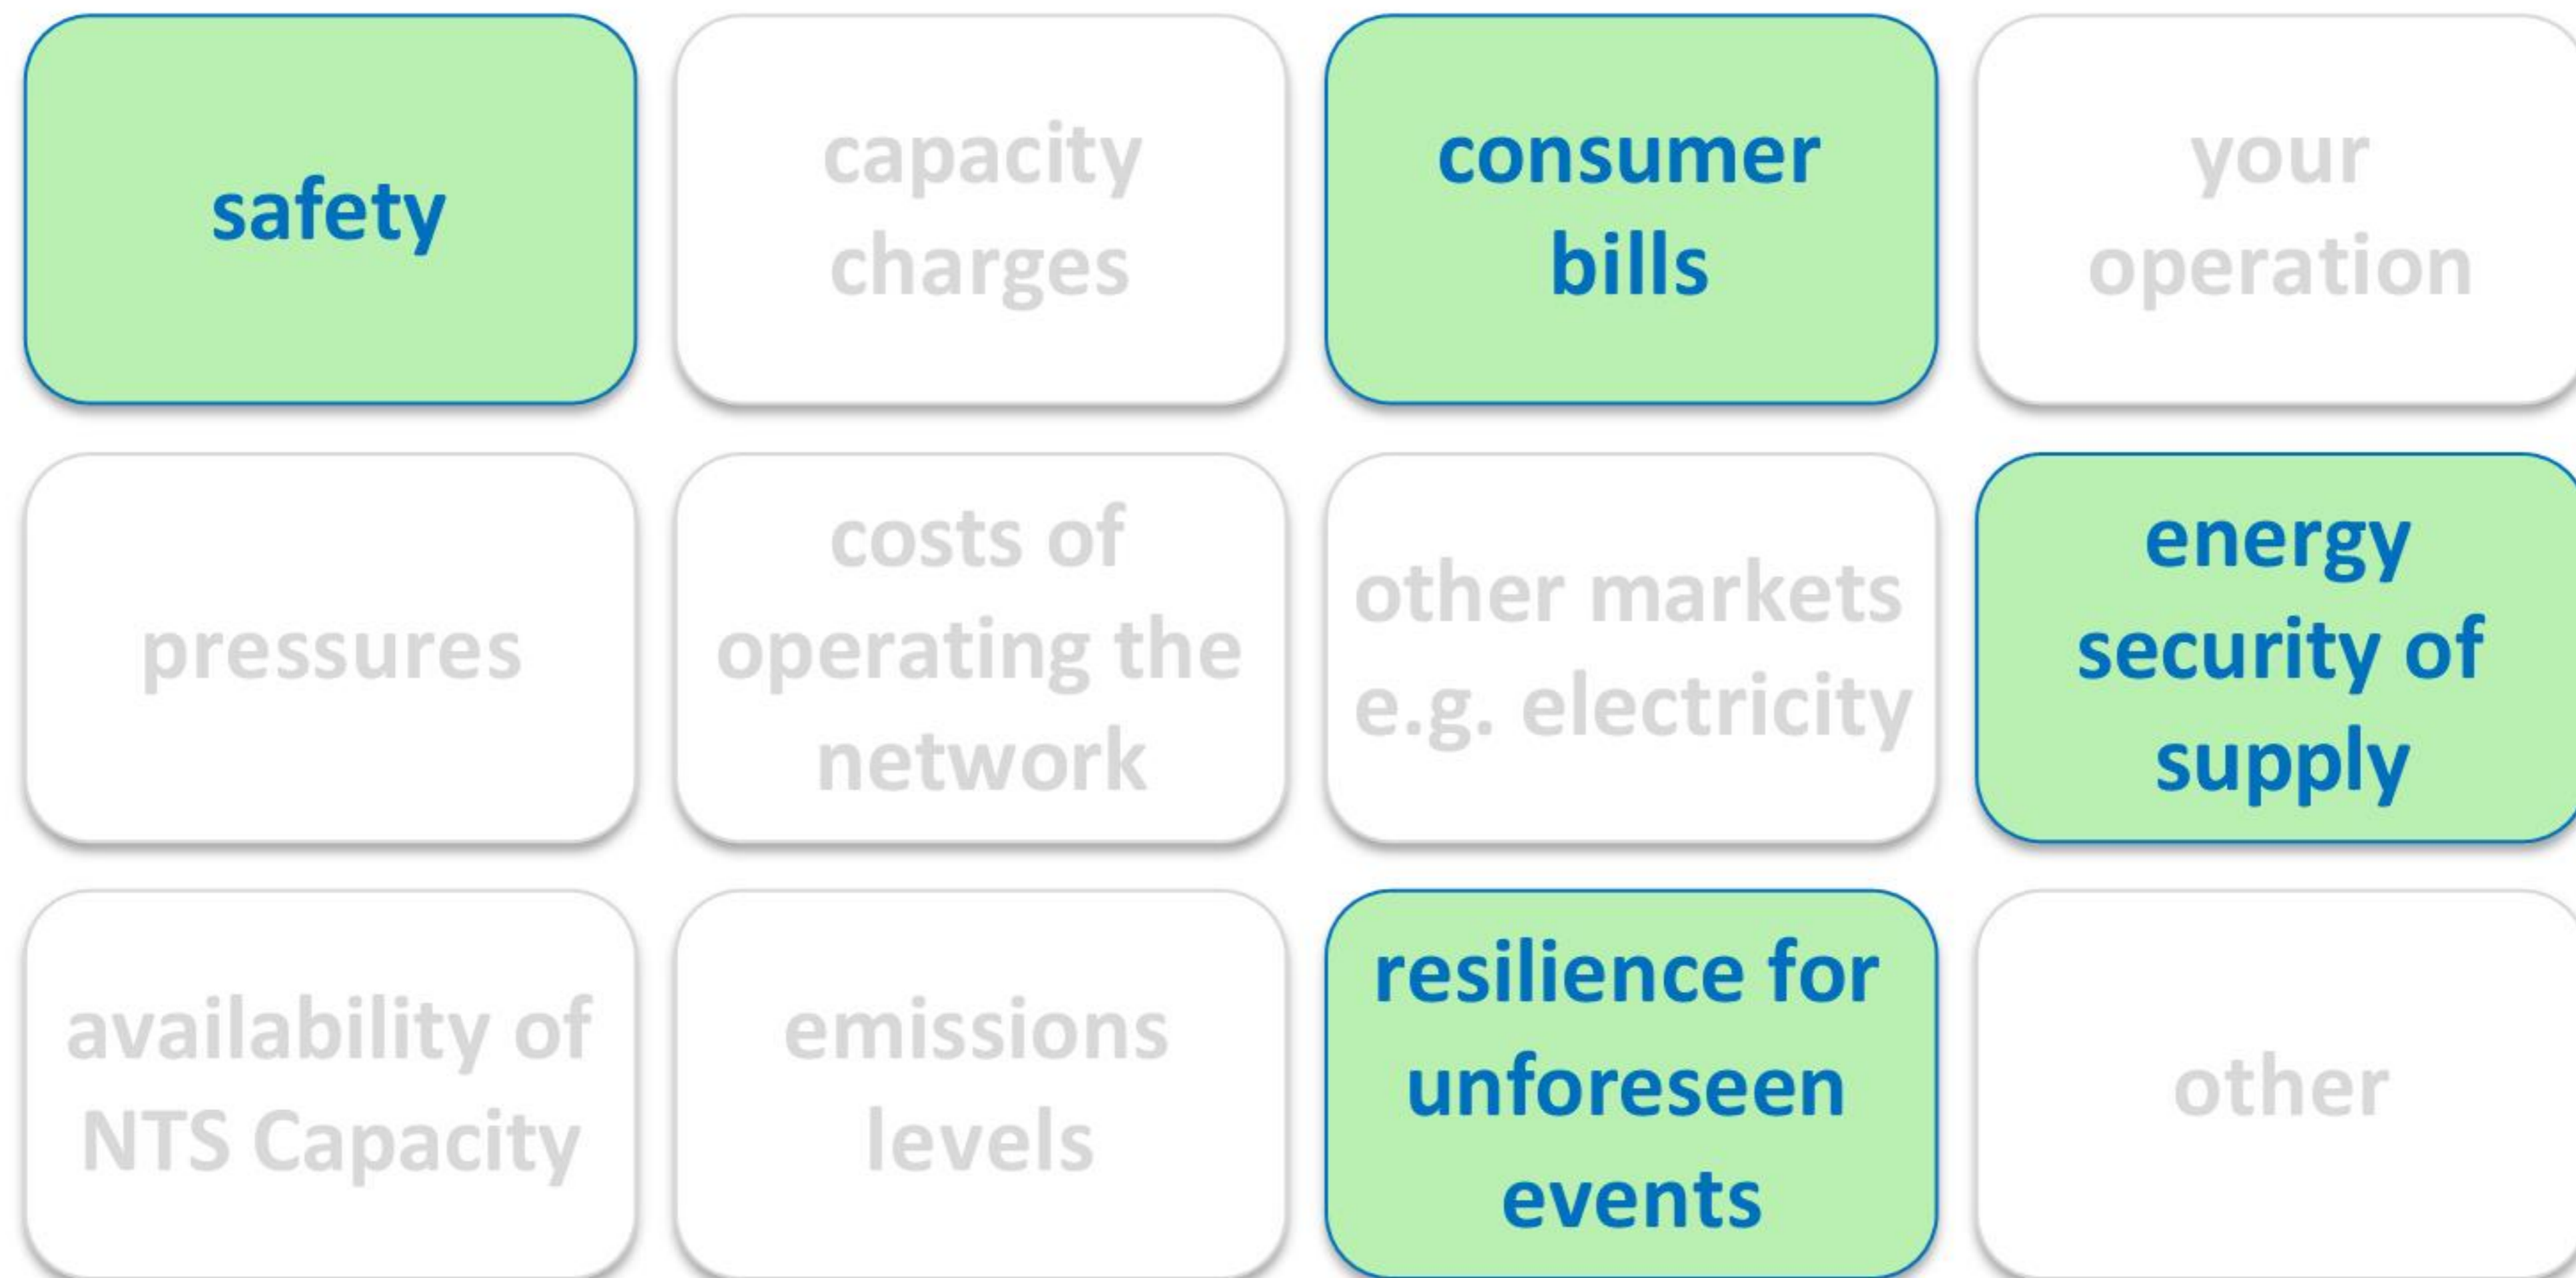 safety
capacity
charges
consumer
bills
your
operation
pressures
costs of
operating the
network
other markets
e.g. electricity
energy
security of
supply
availability of
NTS Capacity
emissions
levels
resilience for
unforeseen
events
other